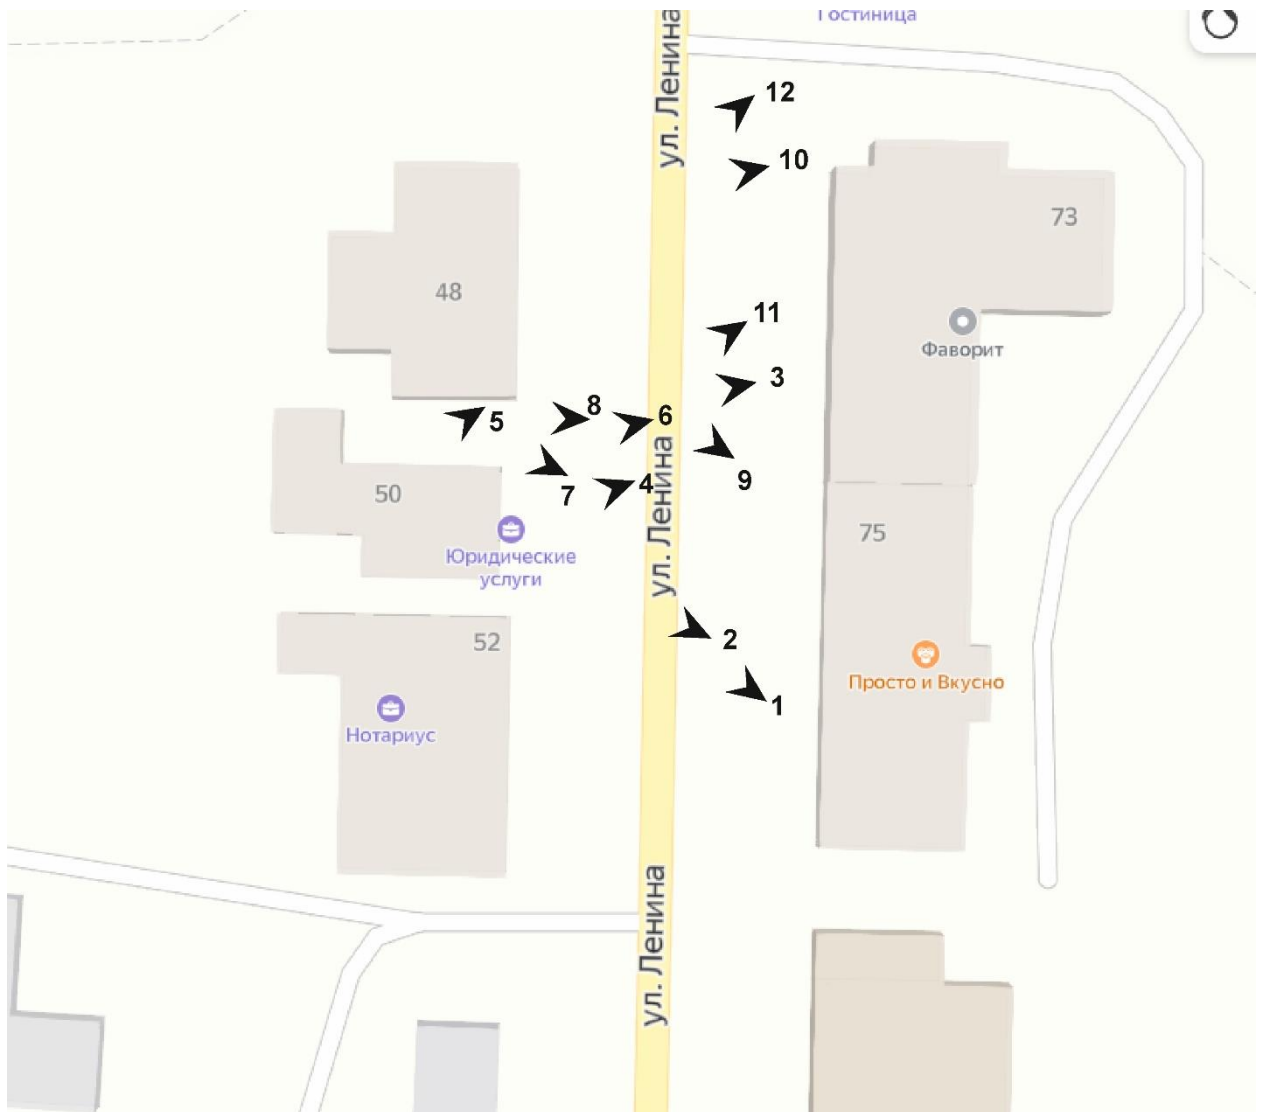 Гостиница
ул. Ленина
12
10
73
48
11
Фаворит
3
8
6
5
9
7
4
50
ул. Ленина
75
Юридические
услуги
2
52
Просто и Вкусно
1
Нотариус
ул. Ленина